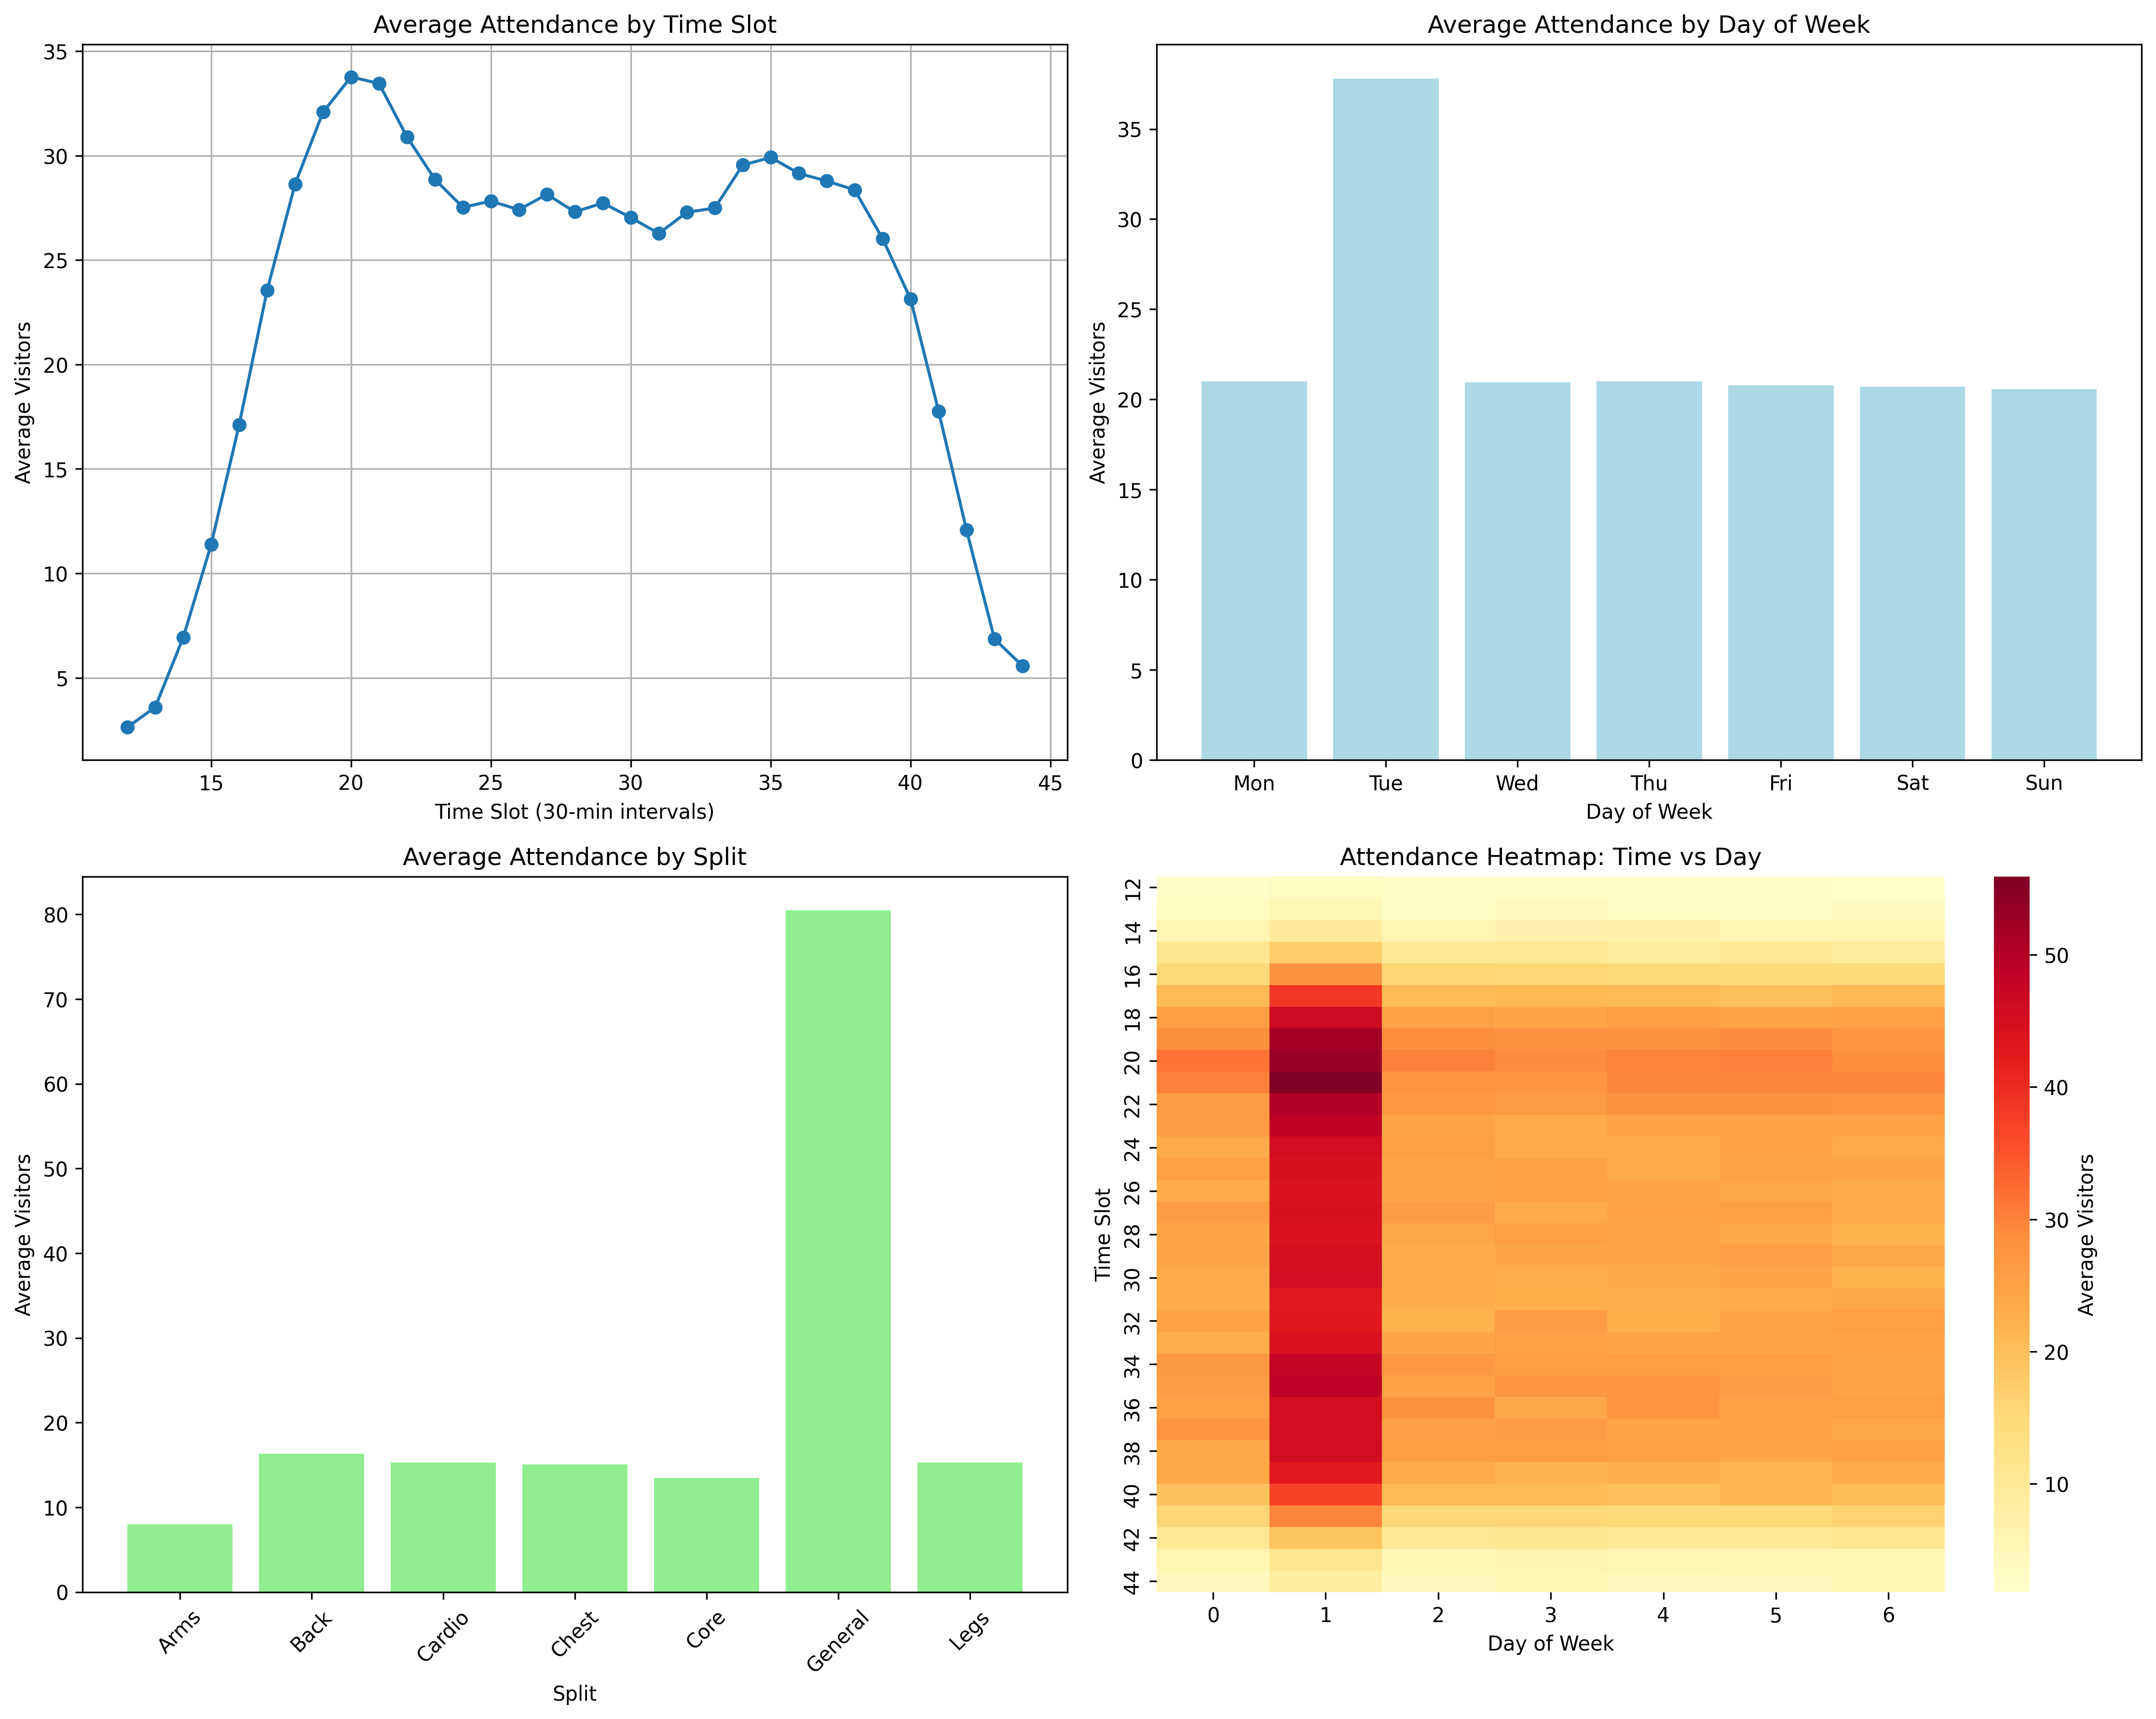 Average Attendance by Time Slot
Average Visitors
35
30
25
20
15
10
5
15 20 25 30 35 40 45
Time Slot (30-min intervals)
Average Attendance by Day of Week
Average Visitors
35
30
25
20
15
10
5
0
Mon Tue Wed Thu Fri Sat Sun
Day of Week
Average Attendance by Split
Average Visitors
80
70
60
50
40
30
20
10
0
Arms Back Cardio Chest Core General Legs
Split
Attendance Heatmap: Time vs Day
Time Slot
12
14
16
18
20
22
24
26
28
30
32
34
36
38
40
42
44
0 1 2 3 4 5 6
Day of Week
50
40
30
20
10
Average Visitors